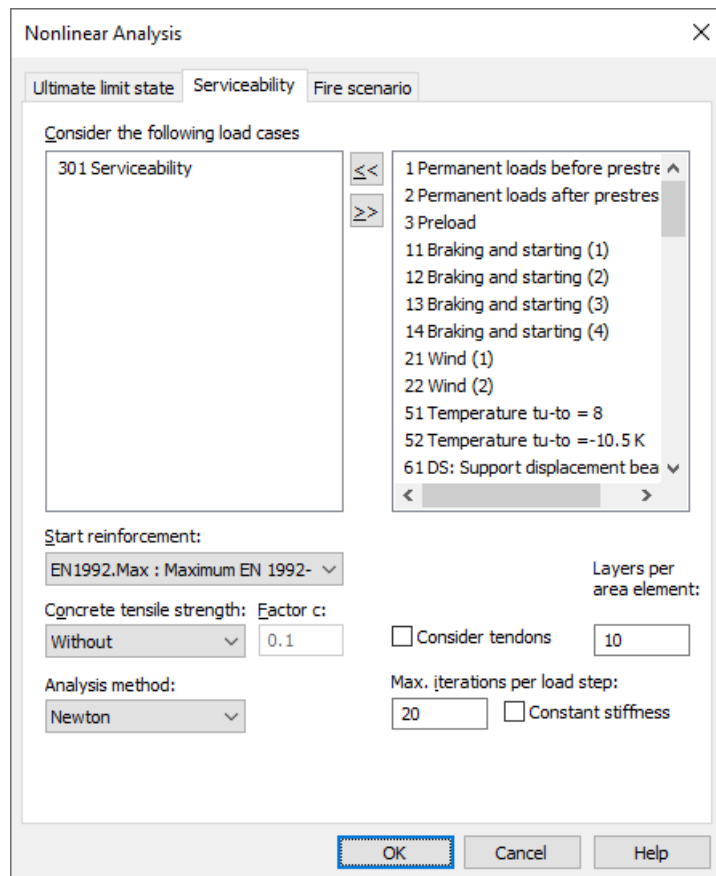 Nonlinear Analysis
Ultimate limit state Serviceability Fire scenario
Consider the following load cases
301 Serviceability
<<
>>
1 Permanent loads before prestre
2 Permanent loads after prestres
3 Preload
11 Braking and starting (1)
12 Braking and starting (2)
13 Braking and starting (3)
14 Braking and starting (4)
21 Wind (1)
22 Wind (2)
51 Temperature tu-to = 8
52 Temperature tu-to =-10.5 K
61 DS: Support displacement bea
Start reinforcement:
EN1992.Max : Maximum EN 1992-
Layers per
area element:
Concrete tensile strength: Factor c:
Without 0.1
Consider tendons 10
Analysis method:
Newton
Max. iterations per load step:
20 Constant stiffness
OK Cancel Help